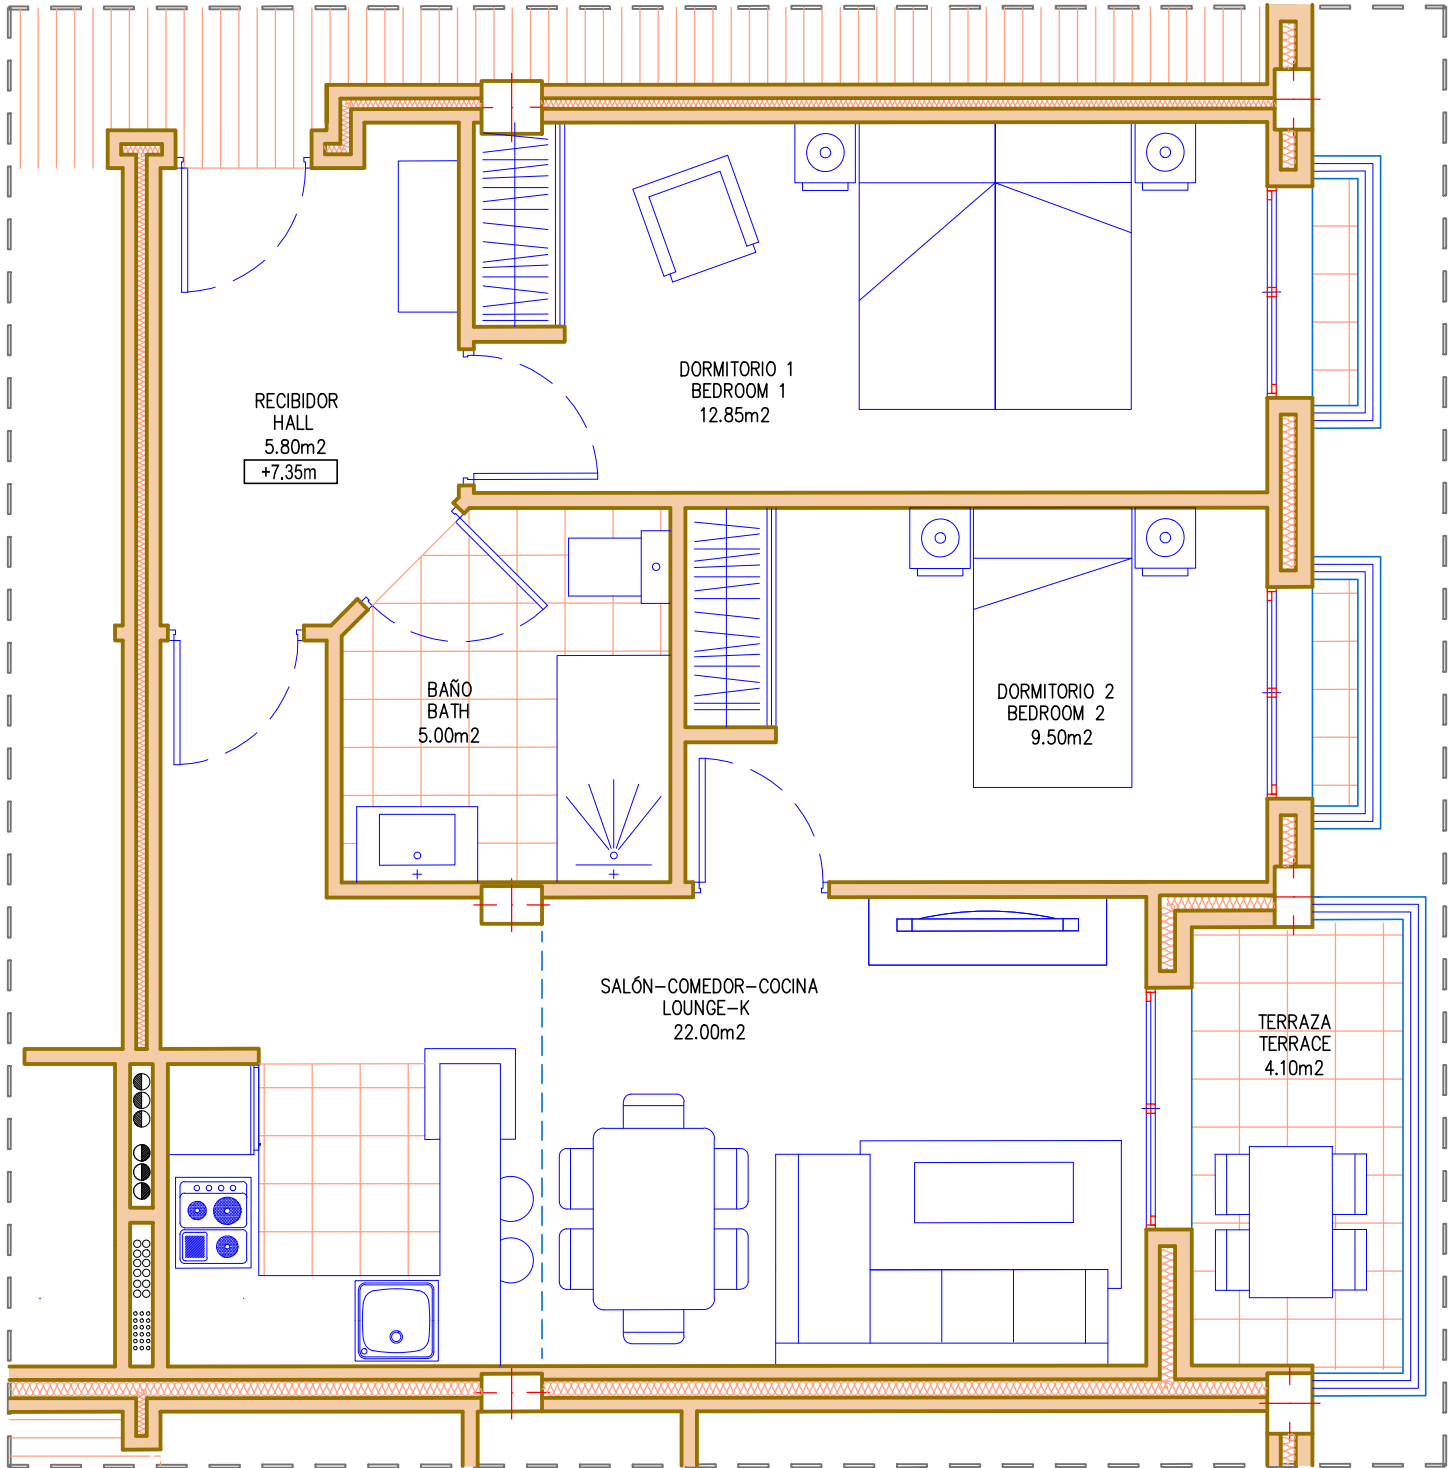 DORMITORIO 1
BEDROOM 1
12.85m2
RECIBIDOR
HALL
5.80m2
+7.35m
BAÑO
BATH
5.00m2
DORMITORIO 2
BEDROOM 2
9.50m2
SALÓN-COMEDOR-COCINA
LOUNGE-K
22.00m2
TERRAZA
TERRACE
4.10m2